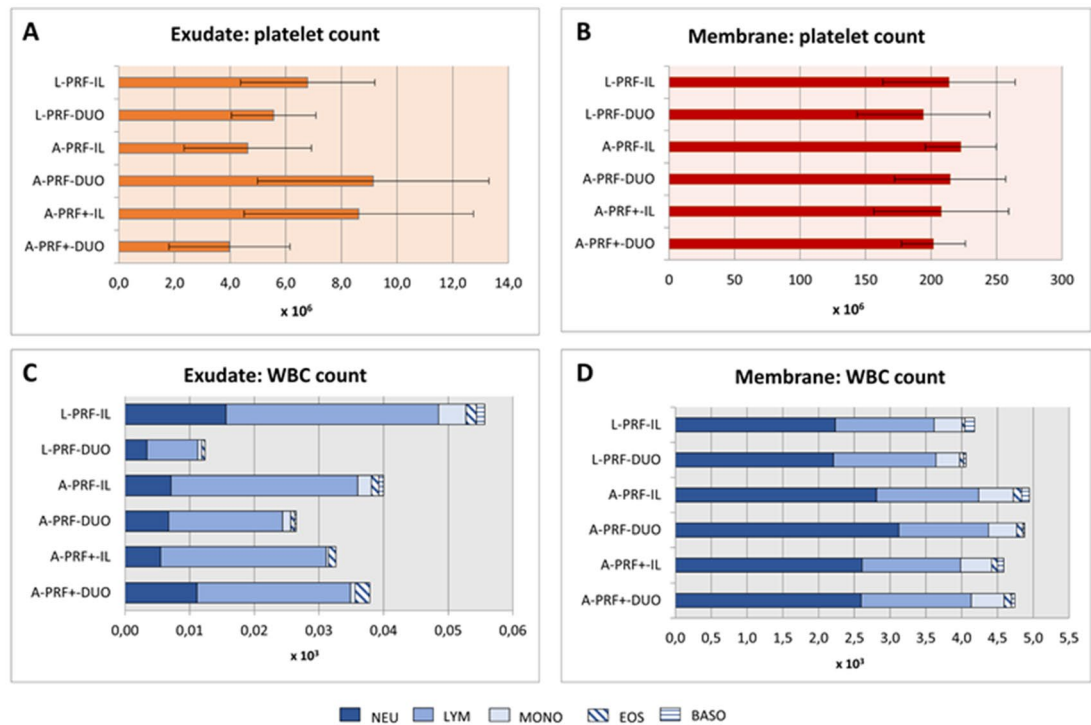 A Exudate: platelet count
L-PRF-IL
L-PRF-DUO
A-PRF-IL
A-PRF-DUO
A-PRF+-IL
A-PRF+-DUO
0,0 2,0 4,0 6,0 8,0 10,0 12,0 14,0
x 10⁶
B Membrane: platelet count
L-PRF-IL
L-PRF-DUO
A-PRF-IL
A-PRF-DUO
A-PRF+-IL
A-PRF+-DUO
0 50 100 150 200 250 300
x 10⁶
C Exudate: WBC count
L-PRF-IL
L-PRF-DUO
A-PRF-IL
A-PRF-DUO
A-PRF+-IL
A-PRF+-DUO
0,00 0,01 0,02 0,03 0,04 0,05 0,06
x 10³
D Membrane: WBC count
L-PRF-IL
L-PRF-DUO
A-PRF-IL
A-PRF-DUO
A-PRF+-IL
A-PRF+-DUO
0,0 0,5 1,0 1,5 2,0 2,5 3,0 3,5 4,0 4,5 5,0 5,5
x 10³
NEU LYM MONO EOS BASO